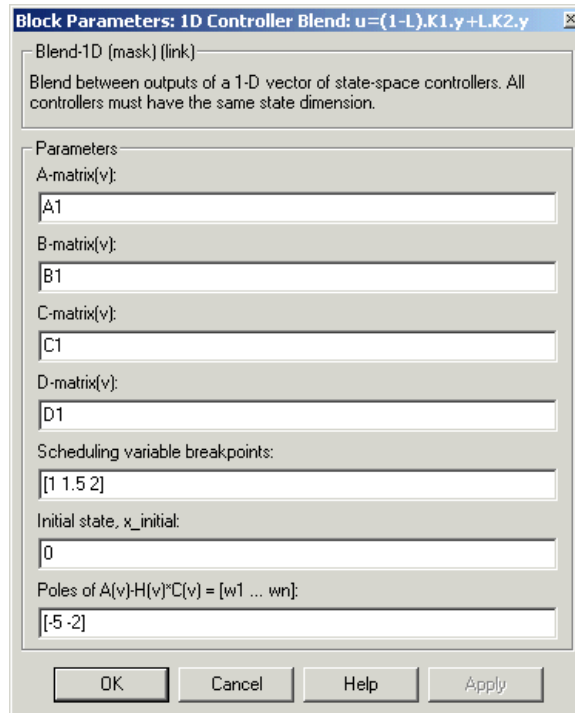 Block Parameters: 1D Controller Blend: u=(1-L).K1.y+L.K2.y
Blend-1D (mask) (link)
Blend between outputs of a 1-D vector of state-space controllers. All
controllers must have the same state dimension.
Parameters
A-matrix(v):
A1
B-matrix(v):
B1
C-matrix(v):
C1
D-matrix(v):
D1
Scheduling variable breakpoints:
[1 1.5 2]
Initial state, x_initial:
0
Poles of A(v)-H(v)*C(v) = [w1 ... wn]:
[-5 -2]
OK Cancel Help Apply